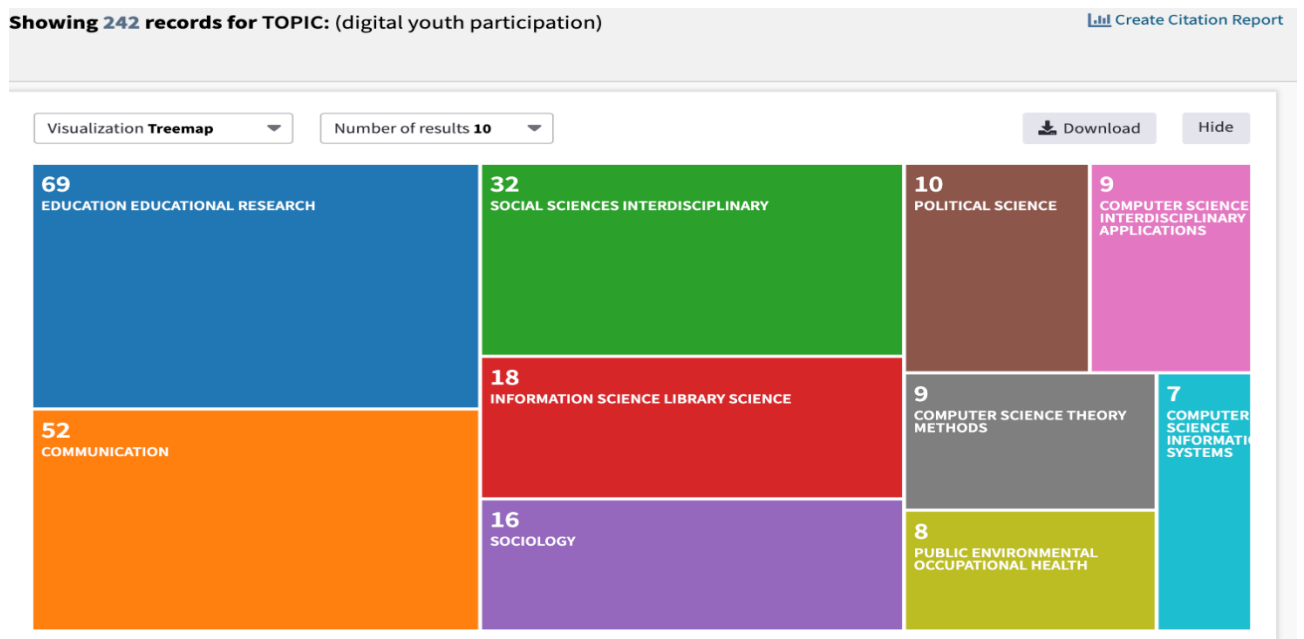 Showing 242 records for TOPIC: (digital youth participation)
Create Citation Report
Visualization Treemap
Number of results 10
Download
Hide
69
EDUCATION EDUCATIONAL RESEARCH
52
COMMUNICATION
32
SOCIAL SCIENCES INTERDISCIPLINARY
18
INFORMATION SCIENCE LIBRARY SCIENCE
16
SOCIOLOGY
10
POLITICAL SCIENCE
9
COMPUTER SCIENCE
INTERDISCIPLINARY
APPLICATIONS
9
COMPUTER SCIENCE THEORY
METHODS
8
PUBLIC ENVIRONMENTAL
OCCUPATIONAL HEALTH
7
COMPUTER
SCIENCE
INFORMATI
SYSTEMS